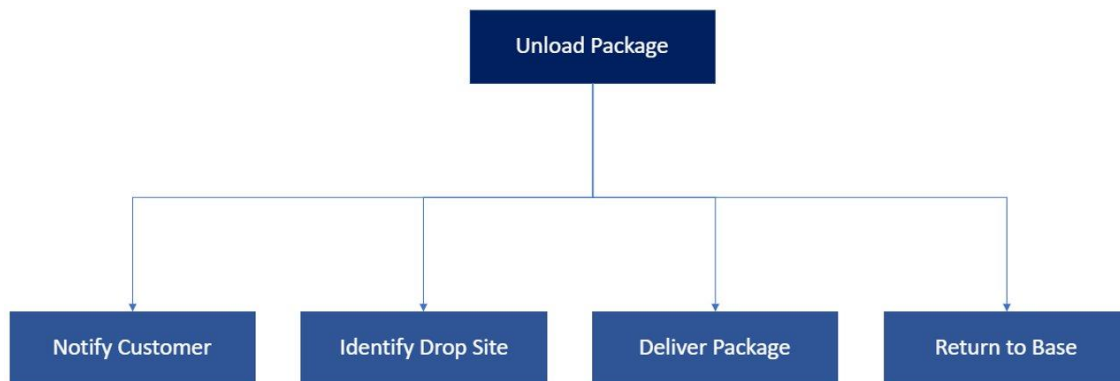 Unload Package
Notify Customer
Identify Drop Site
Deliver Package
Return to Base